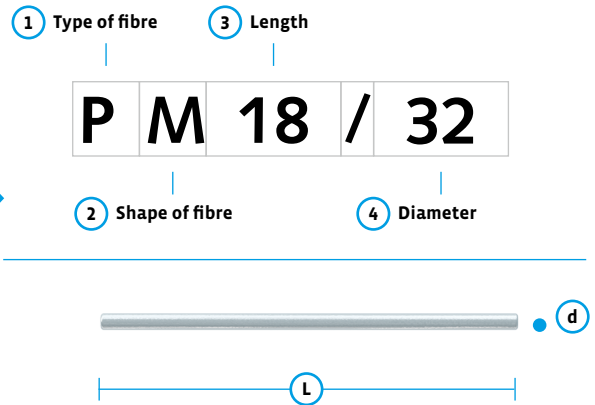 1 Type of fibre 3 Length
P M 18 / 32
2 Shape of fibre 4 Diameter
d
L